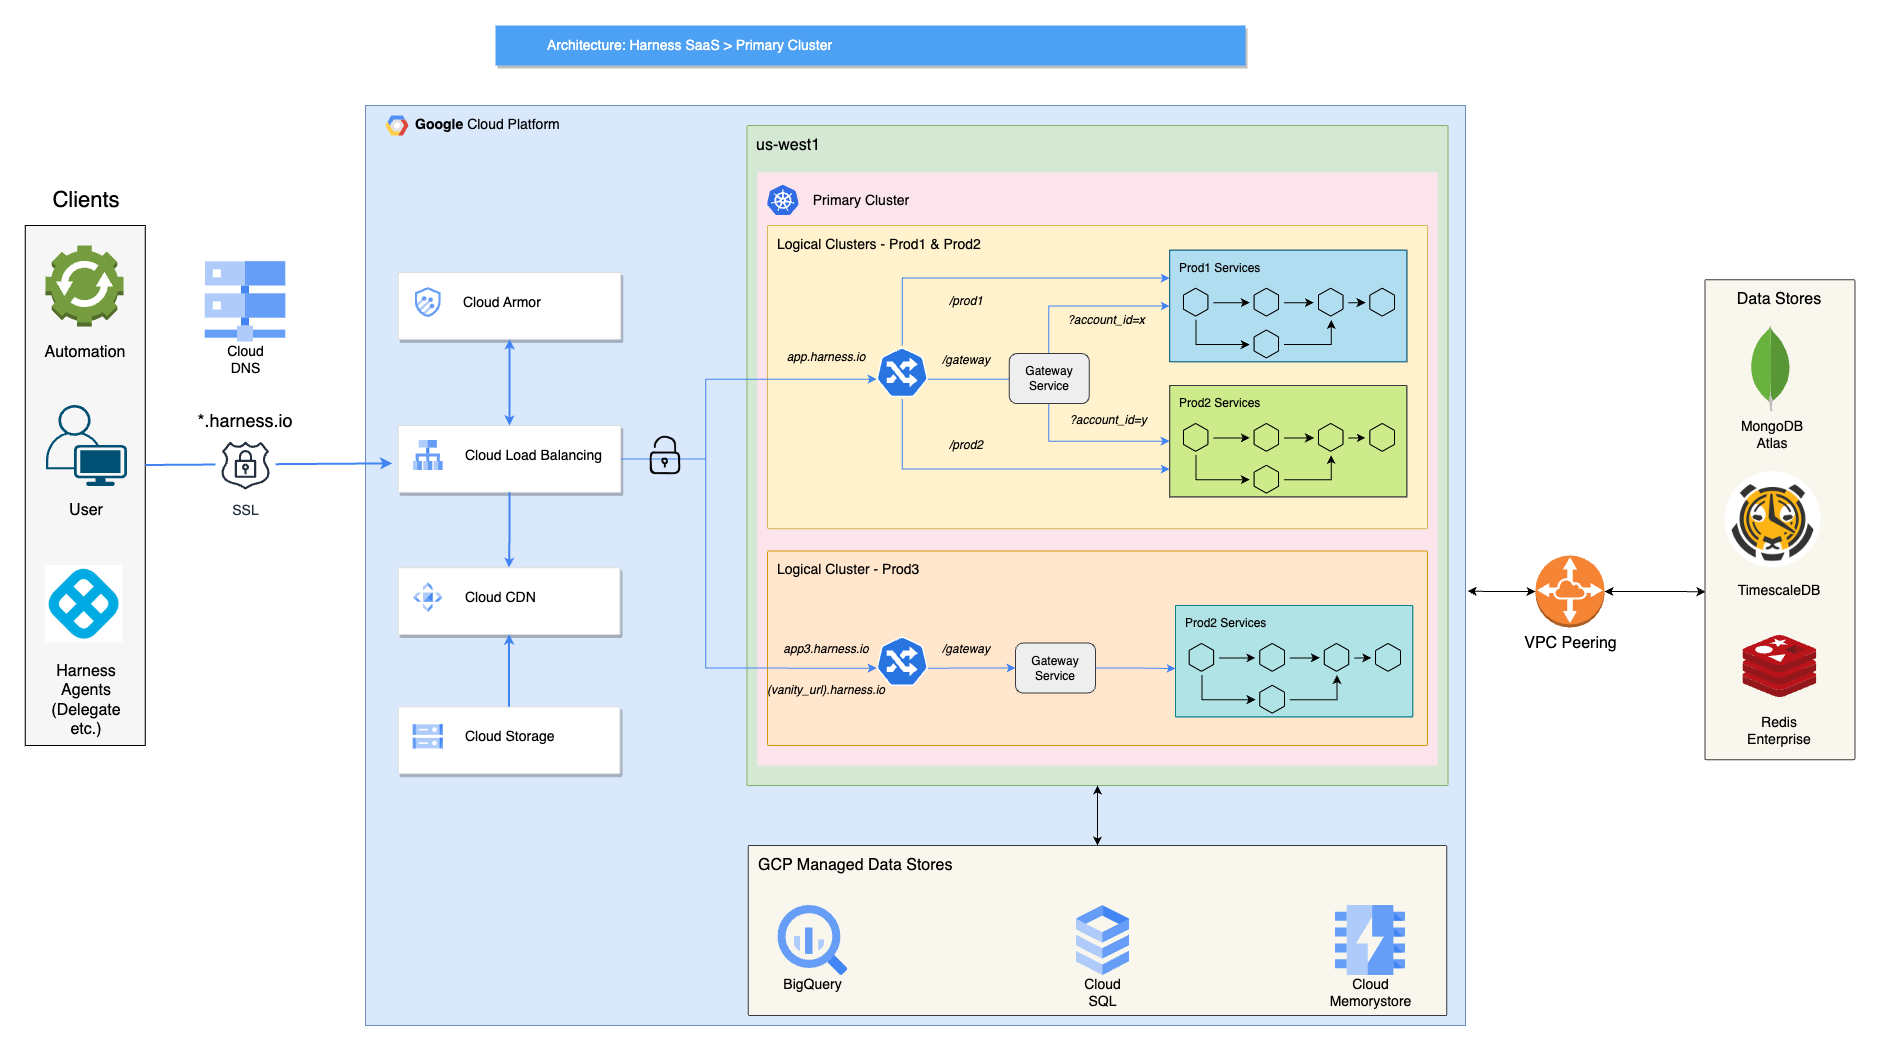 Architecture: Harness SaaS > Primary Cluster
Google Cloud Platform
us-west1
Primary Cluster
Clients
Automation
User
Harness
Agents
(Delegate
etc.)
Cloud
DNS
*.harness.io
SSL
Cloud Armor
Cloud Load Balancing
Cloud CDN
Cloud Storage
Logical Clusters - Prod1 & Prod2
app.harness.io
/prod1
/gateway
/prod2
Gateway
Service
?account_id=x
?account_id=y
Prod1 Services
Prod2 Services
Logical Cluster - Prod3
app3.harness.io
(vanity_url).harness.io
/gateway
Gateway
Service
Prod2 Services
GCP Managed Data Stores
BigQuery
Cloud
SQL
Cloud
Memorystore
VPC Peering
Data Stores
MongoDB
Atlas
TimescaleDB
Redis
Enterprise